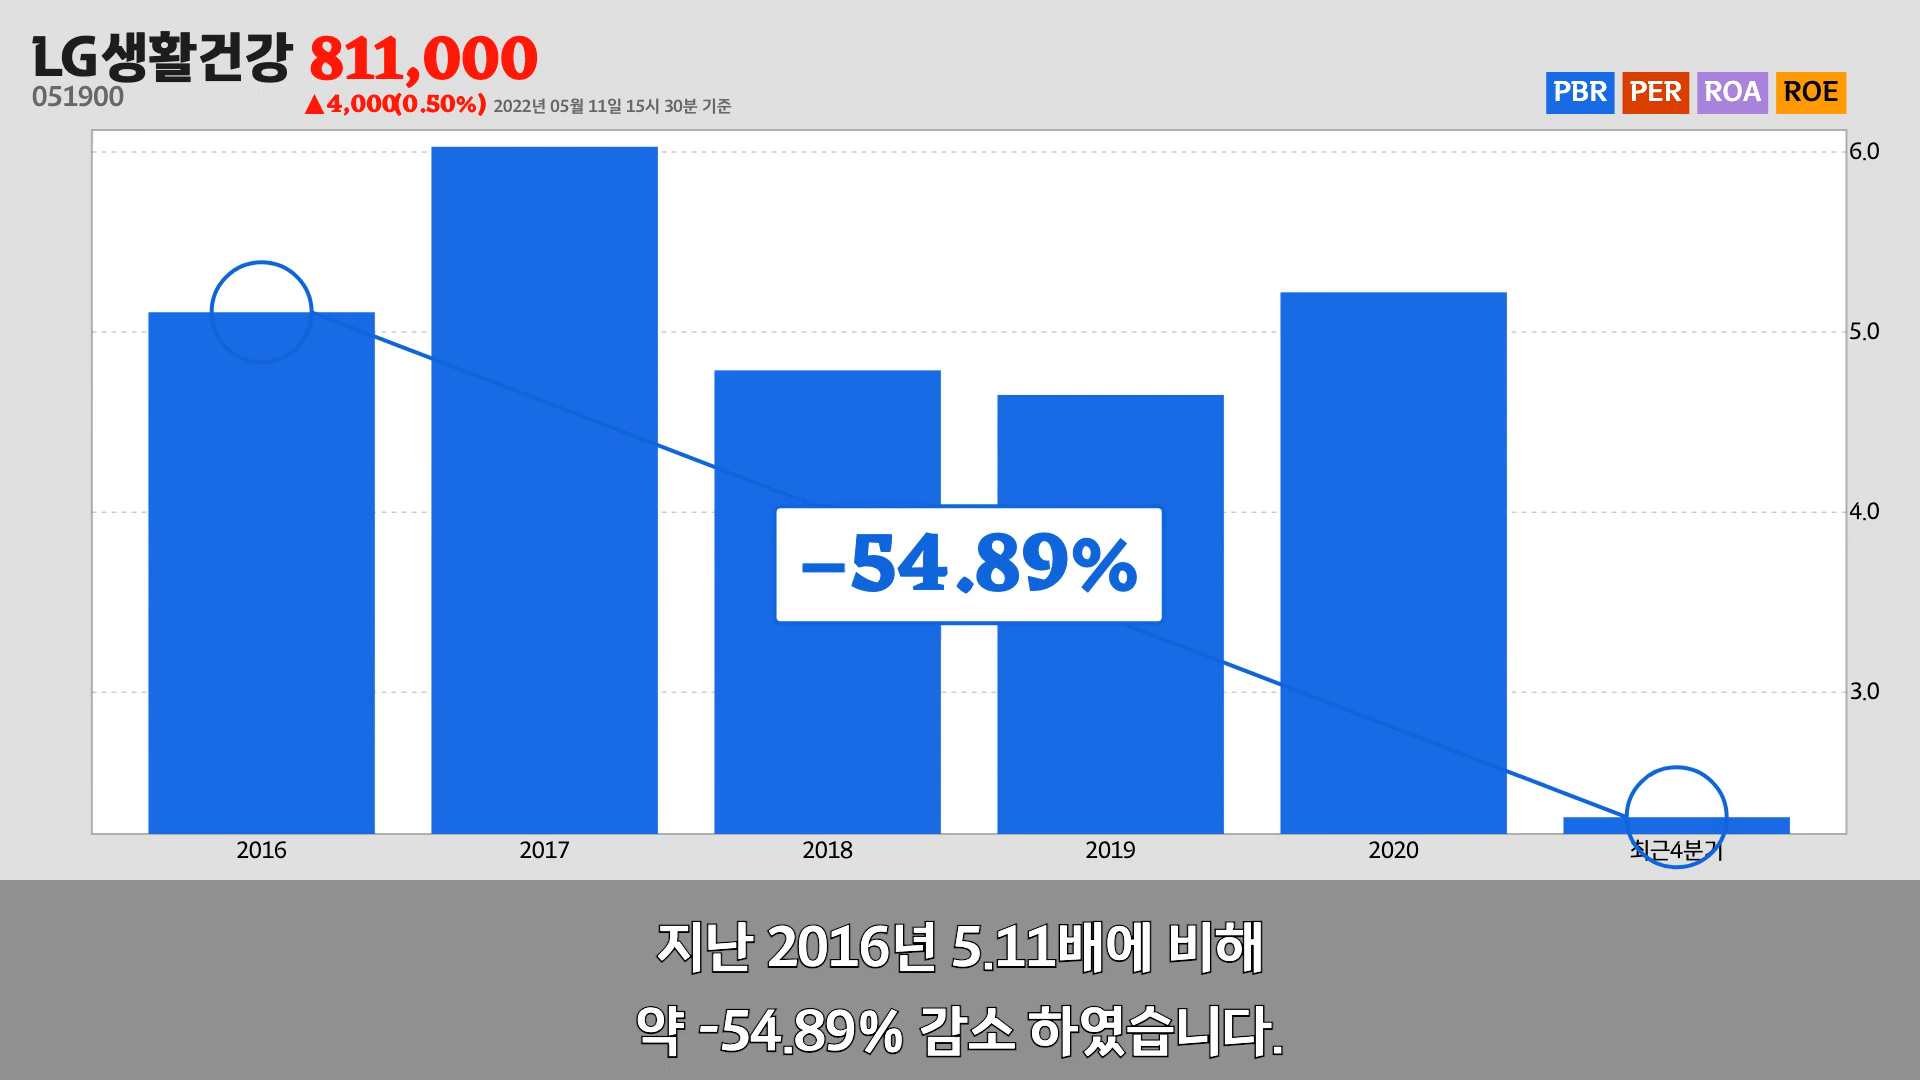 LG생활건강 811,000
051900
▲4,000(0.50%) 2022년 05월 11일 15시 30분 기준
PBR PER ROA ROE
6.0
5.0
4.0
3.0
-54.89%
2016 2017 2018 2019 2020 최근4분기
지난 2016년 5.11배에 비해
약 -54.89% 감소 하였습니다.